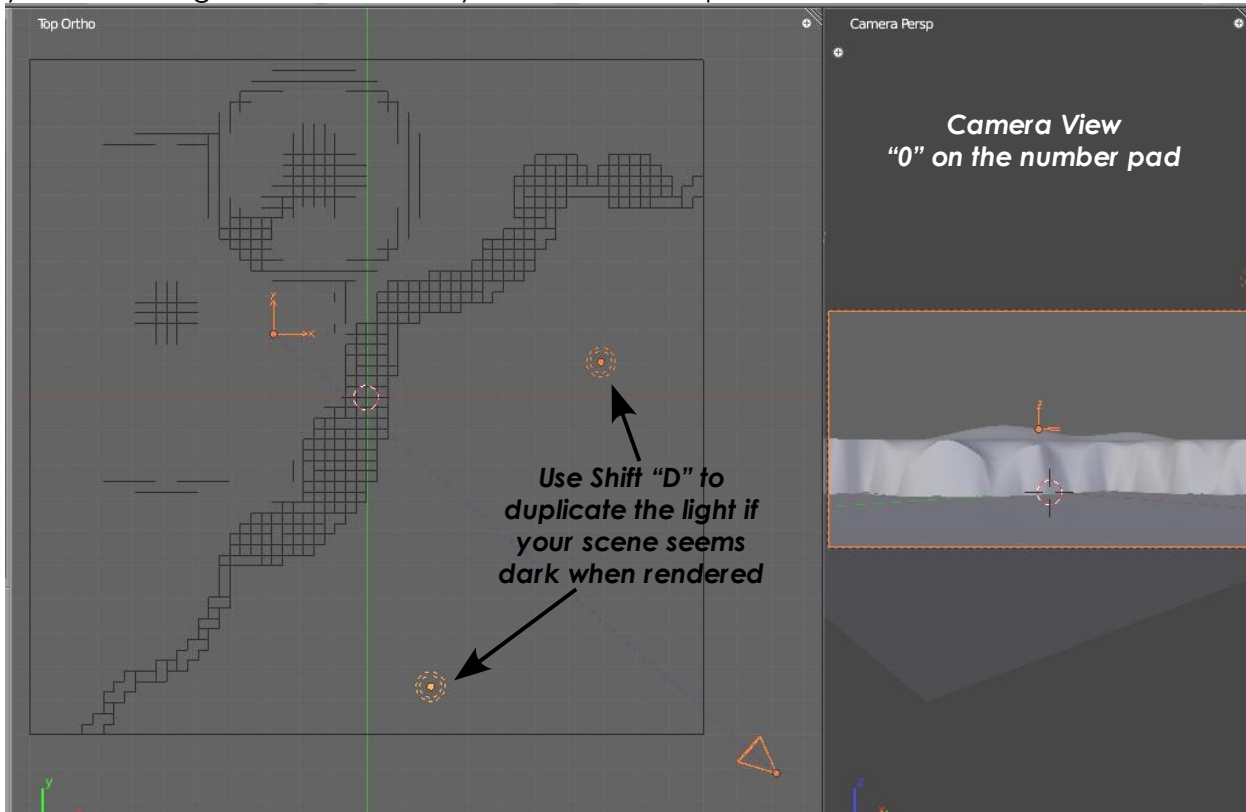 Top Ortho
Camera Persp
Camera View
“0” on the number pad
Use Shift “D” to
duplicate the light if
your scene seems
dark when rendered
x
x
z
y
z